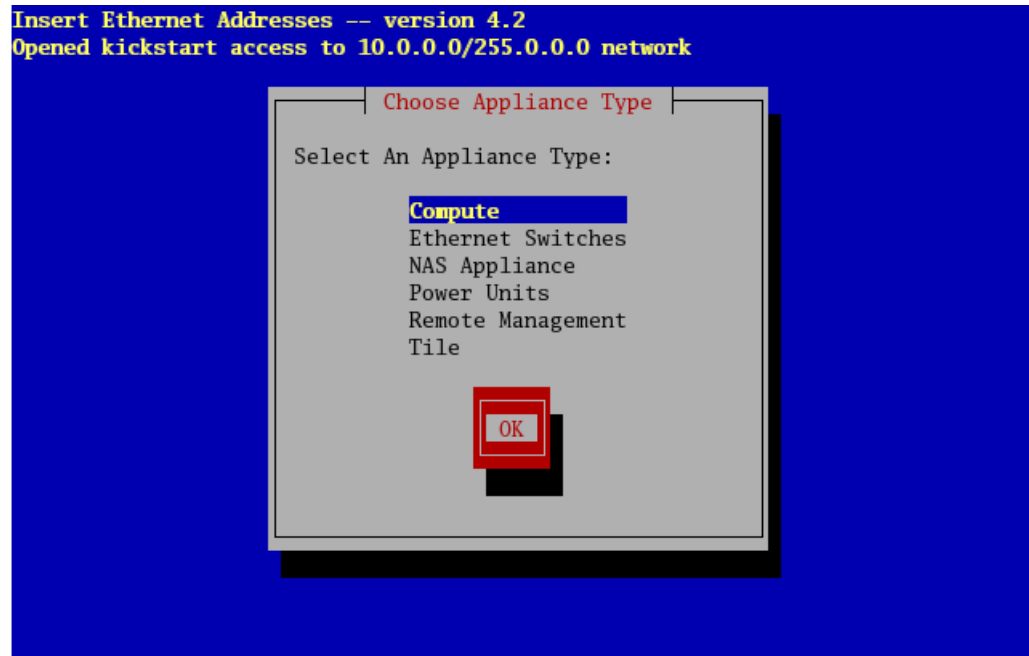 Insert Ethernet Addresses -- version 4.2
Opened kickstart access to 10.0.0.0/255.0.0.0 network
Choose Appliance Type
Select An Appliance Type:
Compute
Ethernet Switches
NAS Appliance
Power Units
Remote Management
Tile
OK